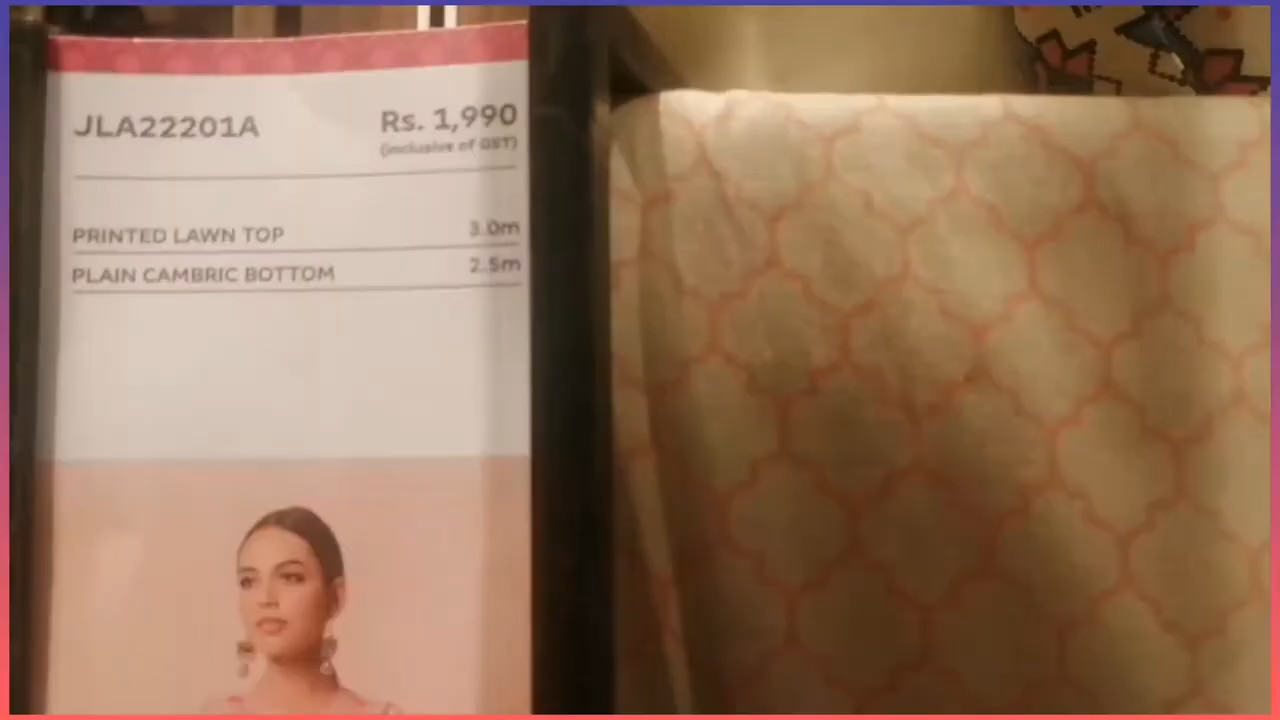 JLA22201A Rs. 1,990
(inclusive of GST)
PRINTED LAWN TOP 3.0m
PLAIN CAMBRIC BOTTOM 2.5m